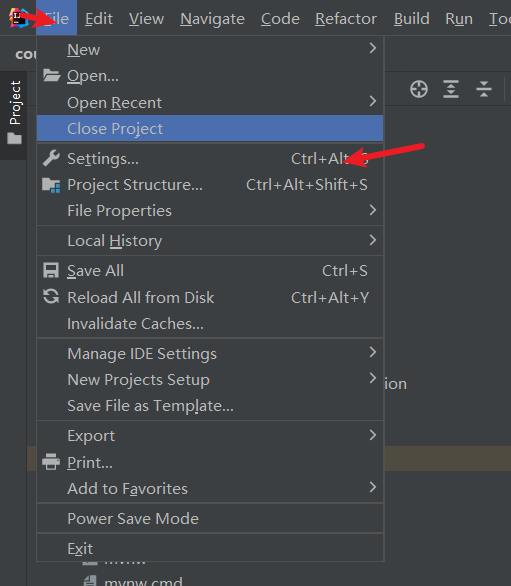 File Edit View Navigate Code Refactor Build Run
cou
Project
New
Open...
Open Recent
Close Project
Settings... Ctrl+Alt+S
Project Structure... Ctrl+Alt+Shift+S
File Properties
Local History
Save All Ctrl+S
Reload All from Disk Ctrl+Alt+Y
Invalidate Caches...
Manage IDE Settings
New Projects Setup
ion
Save File as Template...
Export
Print...
Add to Favorites
Power Save Mode
Exit
mvnw
mvnw.cmd